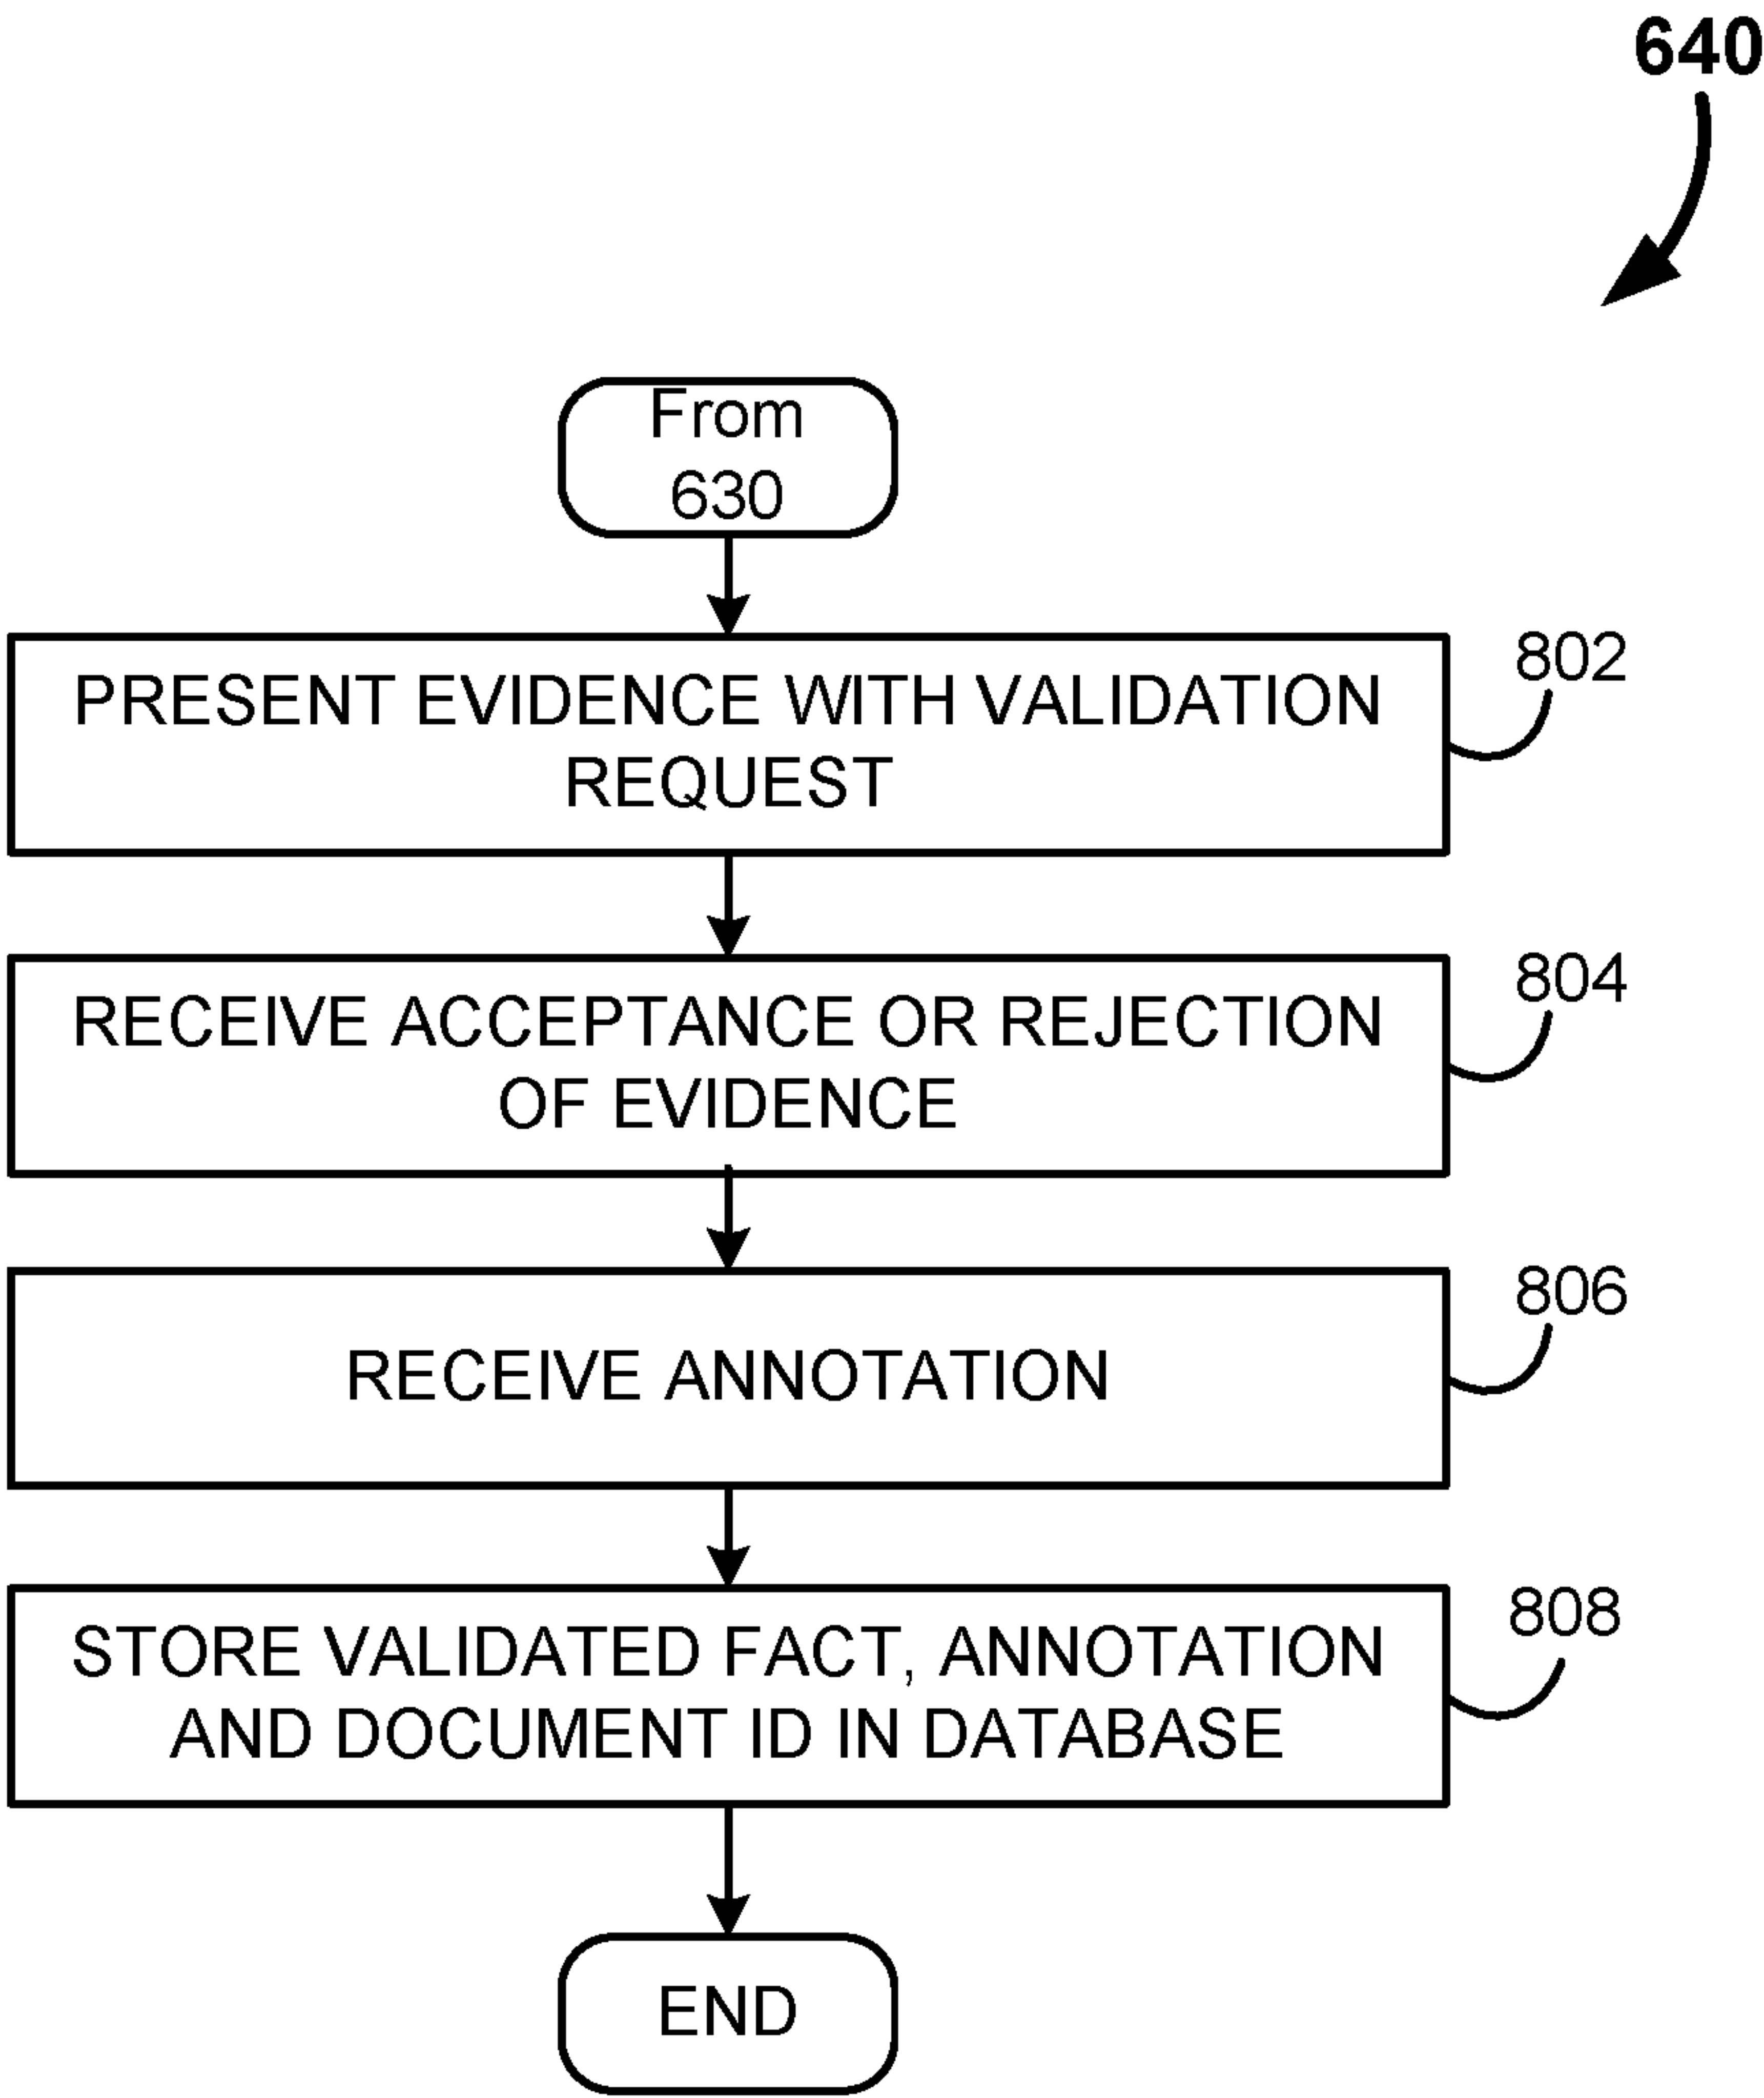 640
From
630
PRESENT EVIDENCE WITH VALIDATION
REQUEST
802
RECEIVE ACCEPTANCE OR REJECTION
OF EVIDENCE
804
RECEIVE ANNOTATION
806
STORE VALIDATED FACT, ANNOTATION
AND DOCUMENT ID IN DATABASE
808
END